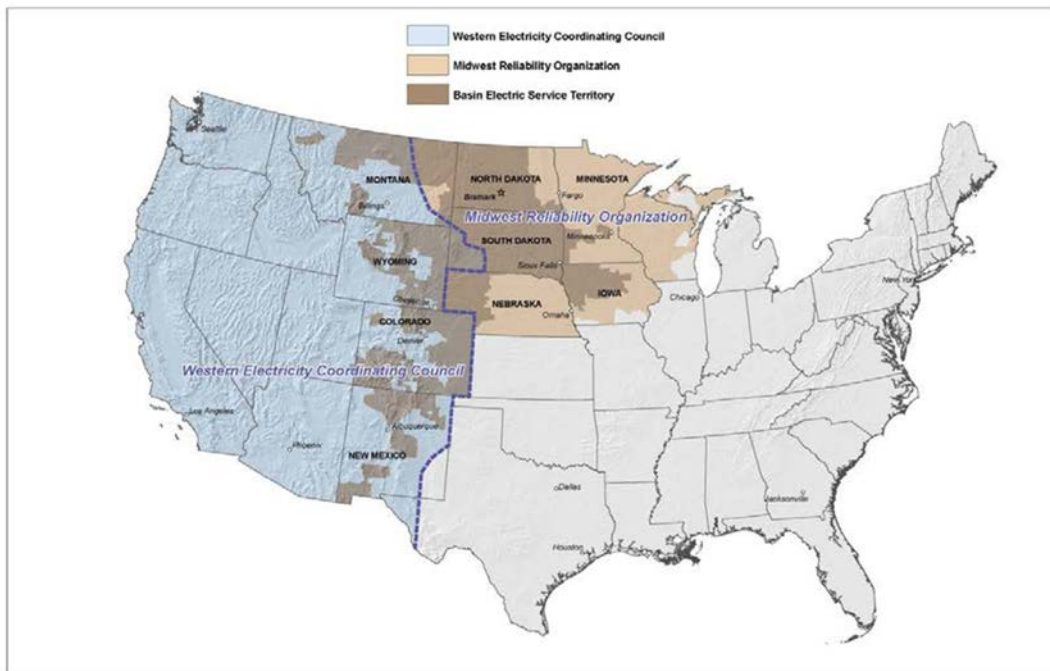 Western Electricity Coordinating Council
Midwest Reliability Organization
Basin Electric Service Territory
Seattle
MONTANA
Billings
NORTH DAKOTA
Bismark
MINNESOTA
Fargo
Midwest Reliability Organization
SOUTH DAKOTA
Minneapolis
Sioux Falls
WYOMING
Cheyenne
NEBRASKA
Omaha
IOWA
Chicago
New York
COLORADO
Denver
Western Electricity Coordinating Council
Los Angeles
Phoenix
Albuquerque
NEW MEXICO
Dallas
Houston
Jacksonville